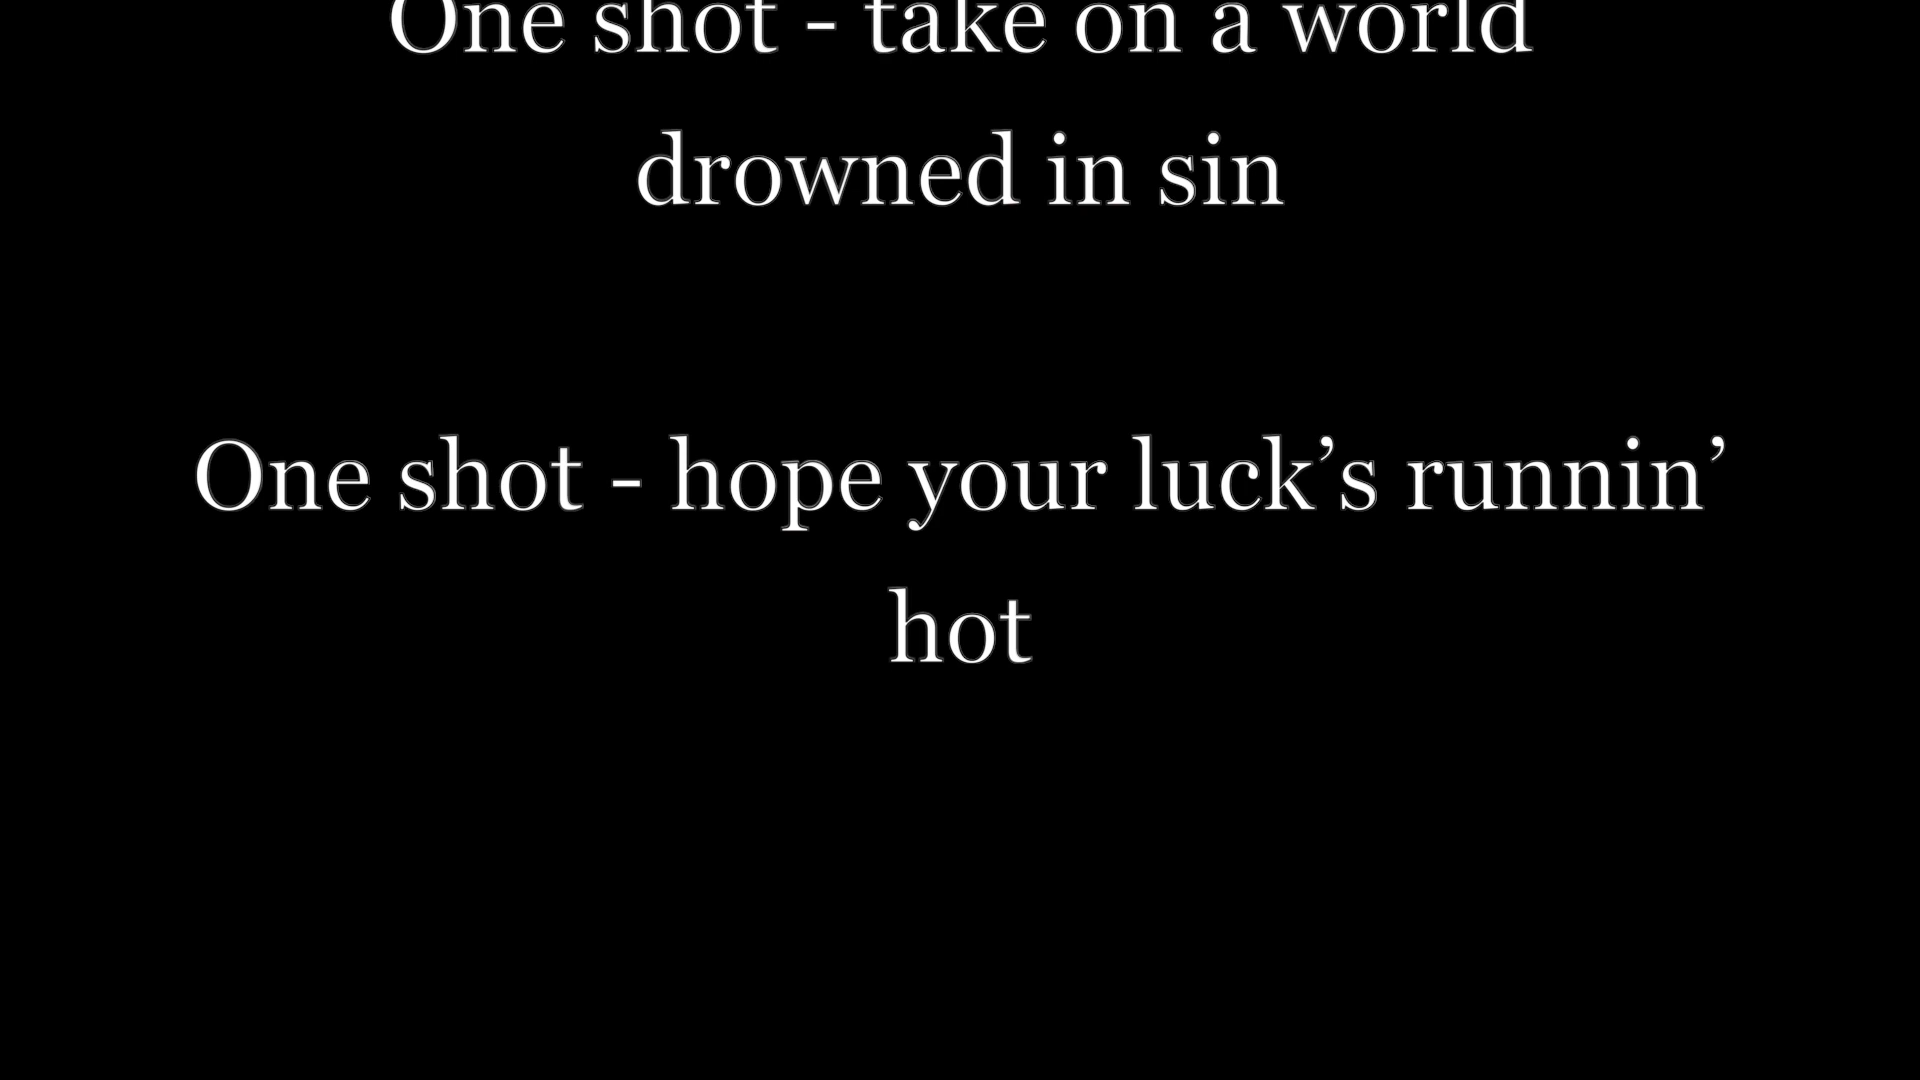 One shot - take on a world
drowned in sin
One shot - hope your luck’s runnin’
hot